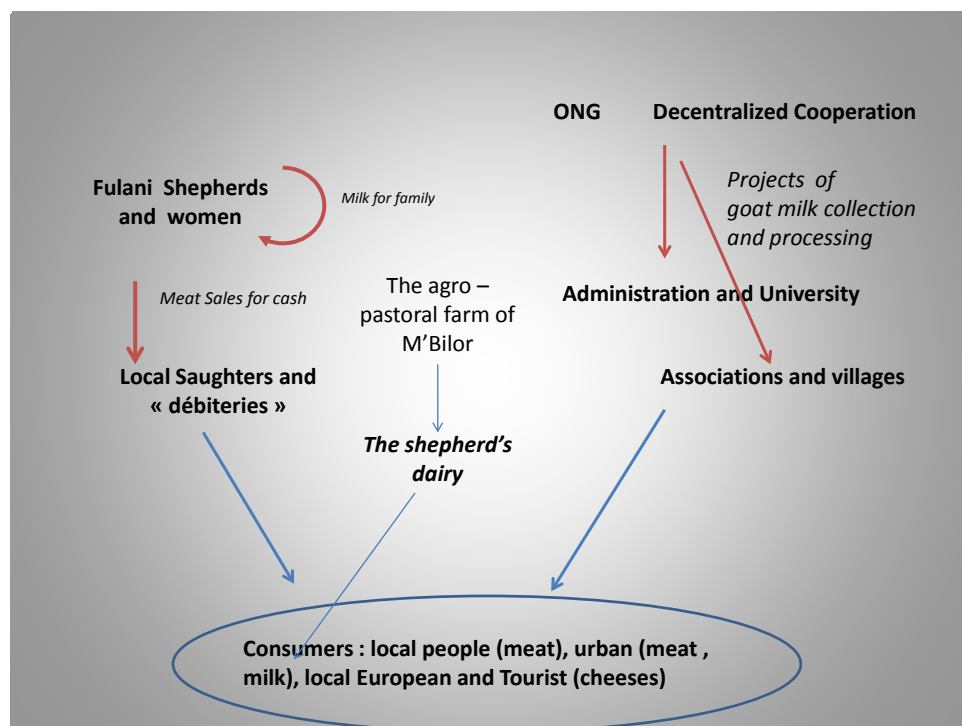 ONG Decentralized Cooperation
Fulani Shepherds
and women
Milk for family
Projects of
goat milk collection
and processing
Meat Sales for cash
The agro –
pastoral farm of
M'Bilor
Administration and University
Local Saughters and
« débiteries »
Associations and villages
The shepherd's
dairy
Consumers : local people (meat), urban (meat ,
milk), local European and Tourist (cheeses)